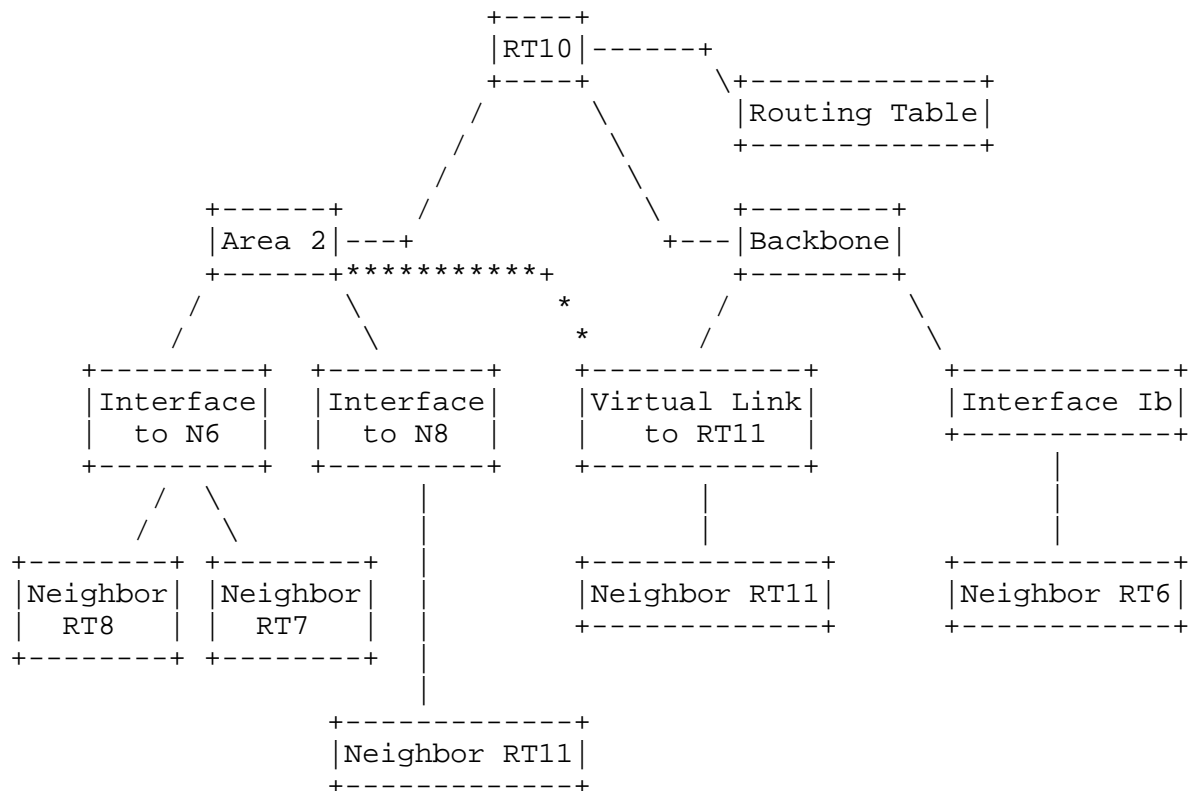 RT10
Routing Table
Area 2
Backbone
Interface
to N6
Interface
to N8
Virtual Link
to RT11
Interface Ib
Neighbor
RT8
Neighbor
RT7
Neighbor RT11
Neighbor RT6
Neighbor RT11